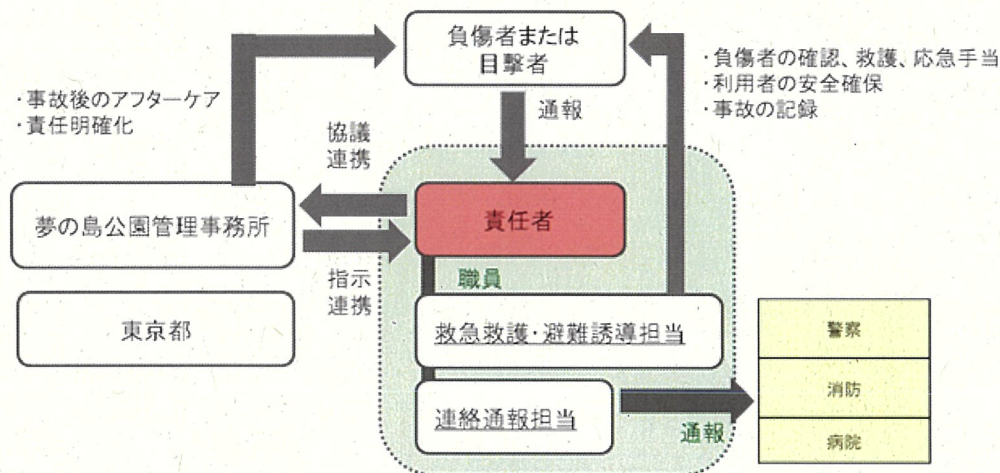 負傷者または
目撃者
・負傷者の確認、救護、応急手当
・利用者の安全確保
・事故の記録
・事故後のアフターケア
・責任明確化
通報
協議
連携
夢の島公園管理事務所
責任者
指示
連携
職員
東京都
救急救護・避難誘導担当
連絡通報担当
通報
警察
消防
病院